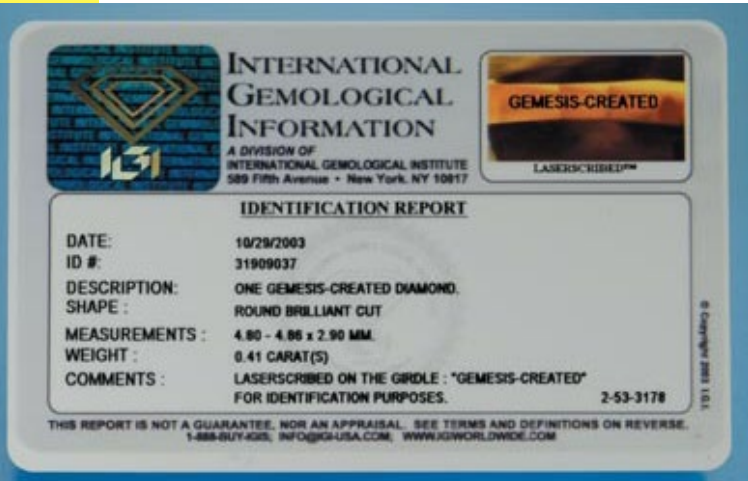 INTERNATIONAL
GEMOLOGICAL
INFORMATION
A DIVISION OF
INTERNATIONAL GEMOLOGICAL INSTITUTE
589 Fifth Avenue • New York, NY 10017
IGI
GEMESIS-CREATED
LASERSCRIBED™
IDENTIFICATION REPORT
DATE: 10/29/2003
ID #: 31909037
DESCRIPTION: ONE GEMESIS-CREATED DIAMOND.
SHAPE : ROUND BRILLIANT CUT
MEASUREMENTS : 4.80 - 4.86 x 2.90 MM.
WEIGHT : 0.41 CARAT(S)
COMMENTS : LASERSCRIBED ON THE GIRDLE : "GEMESIS-CREATED"
FOR IDENTIFICATION PURPOSES. 2-53-3178
© Copyright 2003 I.G.I.
THIS REPORT IS NOT A GUARANTEE, NOR AN APPRAISAL. SEE TERMS AND DEFINITIONS ON REVERSE.
1-888-BUY-IGIS; INFO@IGI-USA.COM; WWW.IGIWORLDWIDE.COM